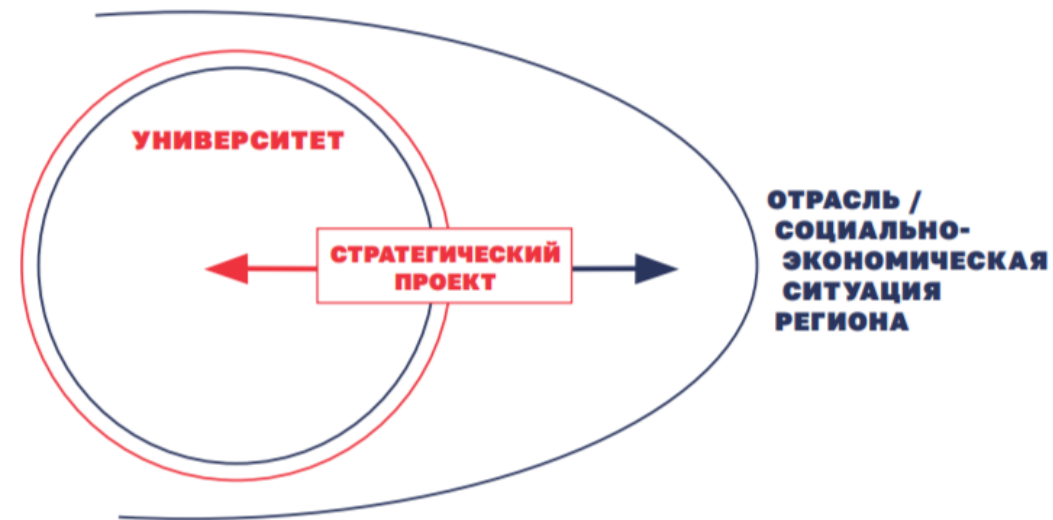 УНИВЕРСИТЕТ
СТРАТЕГИЧЕСКИЙ
ПРОЕКТ
ОТРАСЛЬ /
СОЦИАЛЬНО-
ЭКОНОМИЧЕСКАЯ
СИТУАЦИЯ
РЕГИОНА